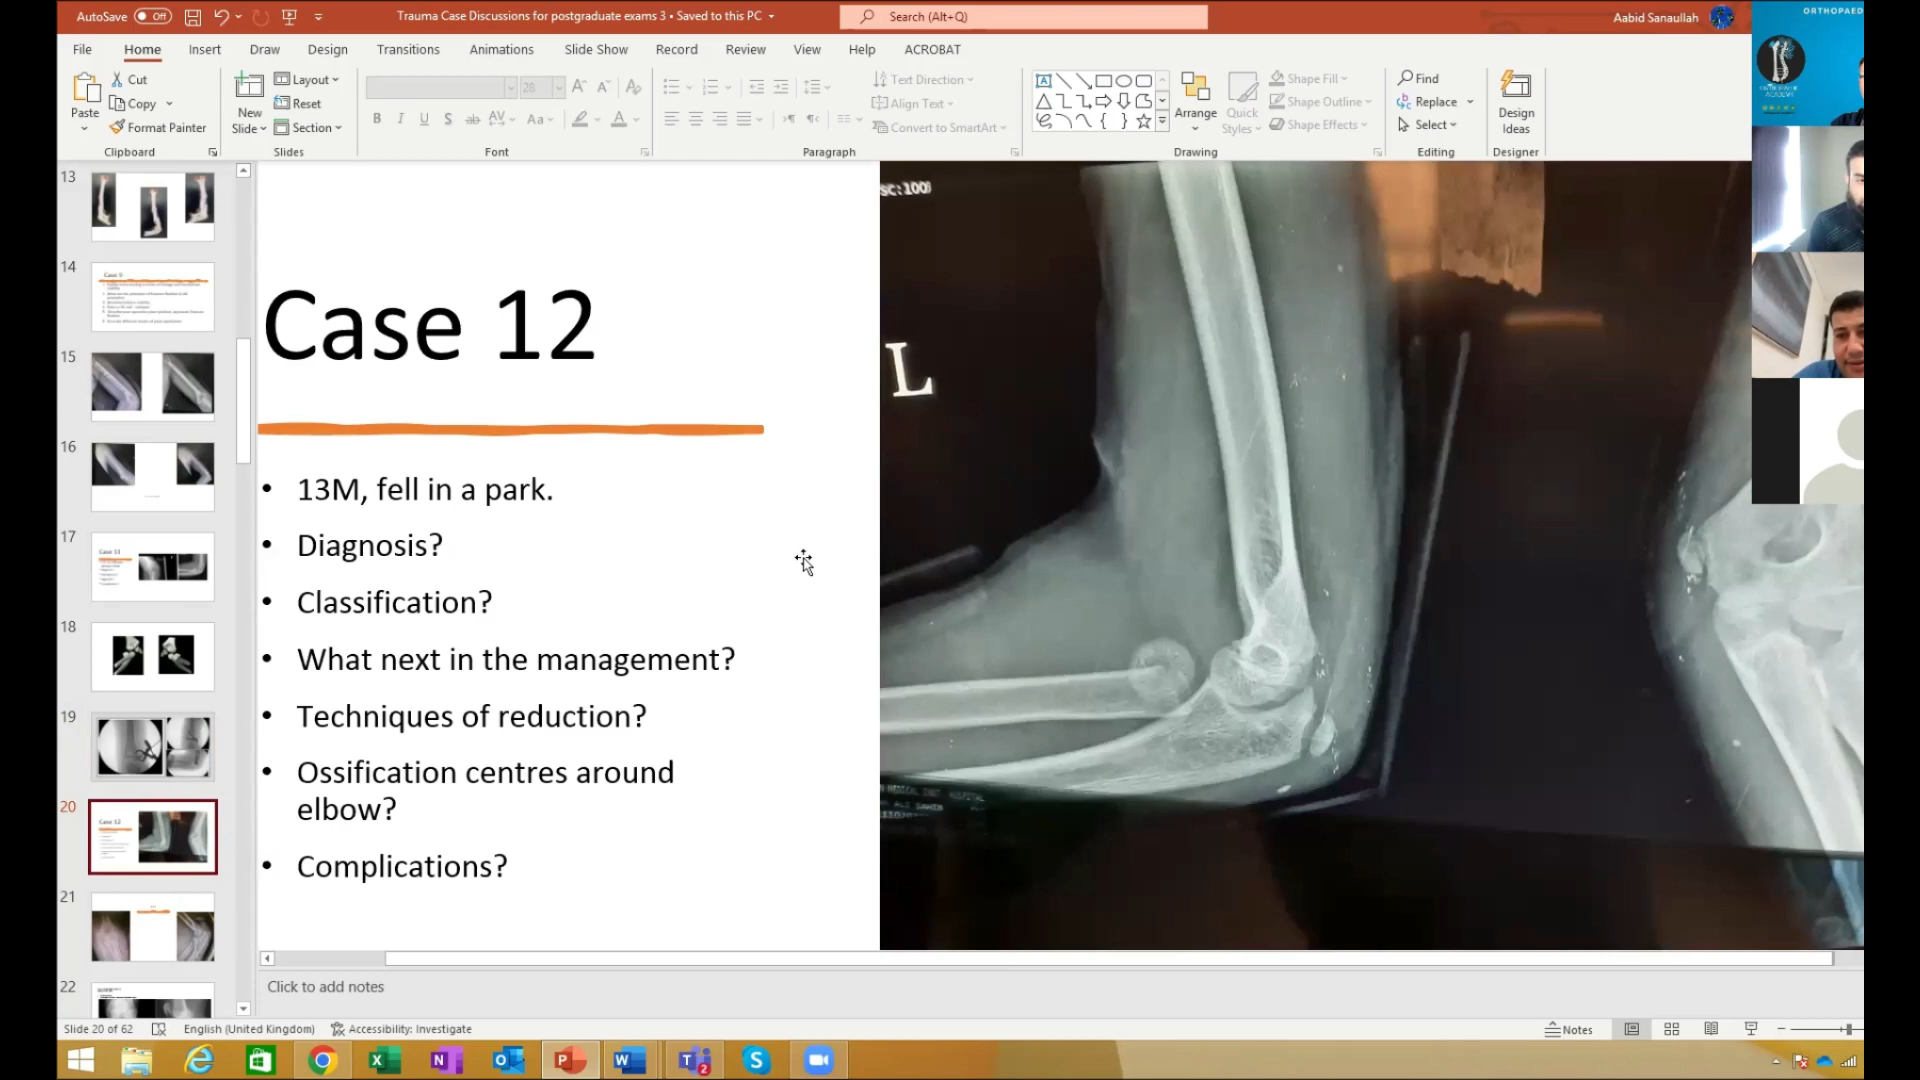 AutoSave Off
Trauma Case Discussions for postgraduate exams 3 • Saved to this PC
Search (Alt+Q)
Aabid Sanaullah
ORTHOPAED
File Home Insert Draw Design Transitions Animations Slide Show Record Review View Help ACROBAT
Paste
Cut
Copy
Format Painter
Clipboard
New
Slide
Layout
Reset
Section
Slides
28
Font
Text Direction
Align Text
Convert to SmartArt
Paragraph
Arrange
Quick
Styles
Shape Fill
Shape Outline
Shape Effects
Drawing
Find
Replace
Select
Editing
Design
Ideas
Designer
13
14
15
16
17
18
19
20
21
22
Case 12
• 13M, fell in a park.
• Diagnosis?
• Classification?
• What next in the management?
• Techniques of reduction?
• Ossification centres around
elbow?
• Complications?
SC:100
L
Click to add notes
Slide 20 of 62
English (United Kingdom)
Accessibility: Investigate
Notes